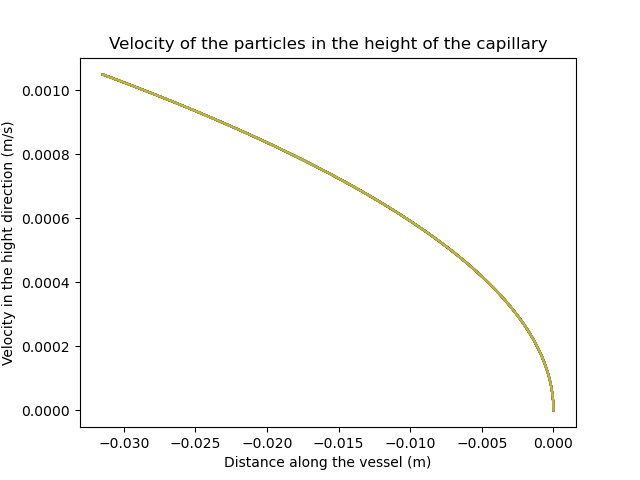 Velocity of the particles in the height of the capillary
Velocity in the hight direction (m/s)
0.0010
0.0008
0.0006
0.0004
0.0002
0.0000
−0.030 −0.025 −0.020 −0.015 −0.010 −0.005 0.000
Distance along the vessel (m)